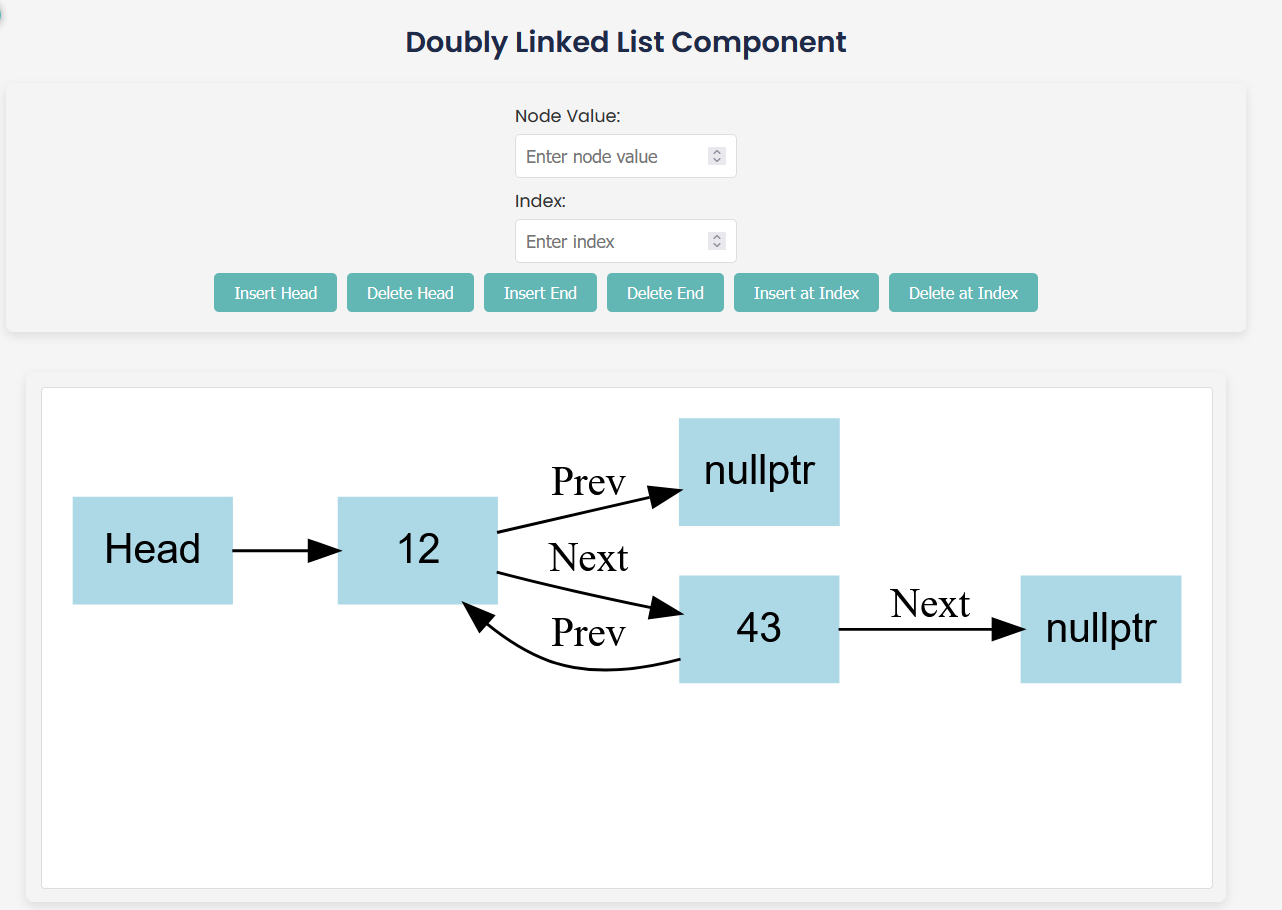 Doubly Linked List Component
Node Value:
Enter node value
Index:
Enter index
Insert Head Delete Head Insert End Delete End Insert at Index Delete at Index
nullptr
Prev
Head 12 Next
43 Next nullptr
Prev